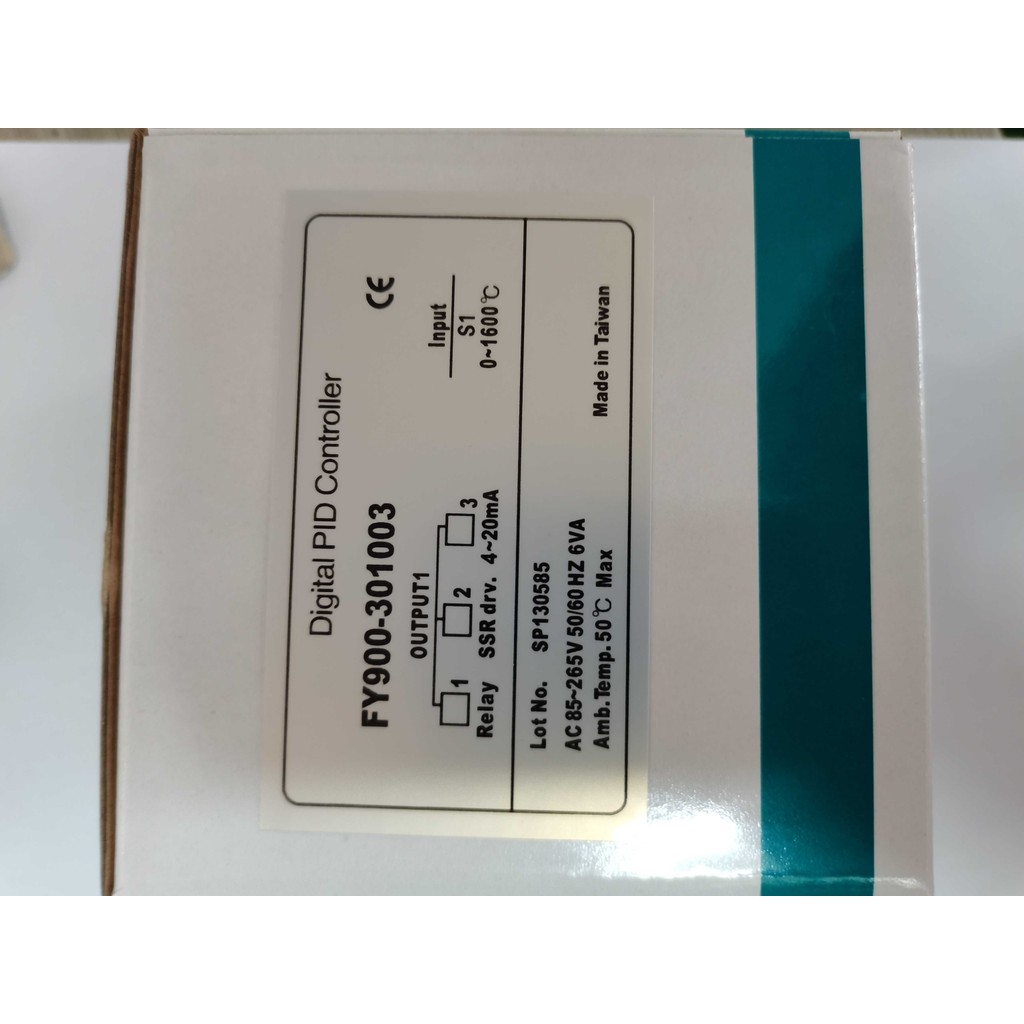 Digital PID Controller
FY900-301003 CE
OUTPUT1 Input
1 2 3 S1
Relay SSR drv. 4~20mA 0~1600℃
Lot No. SP130585
AC 85~265V 50/60 HZ 6VA
Amb.Temp. 50℃ Max Made in Taiwan